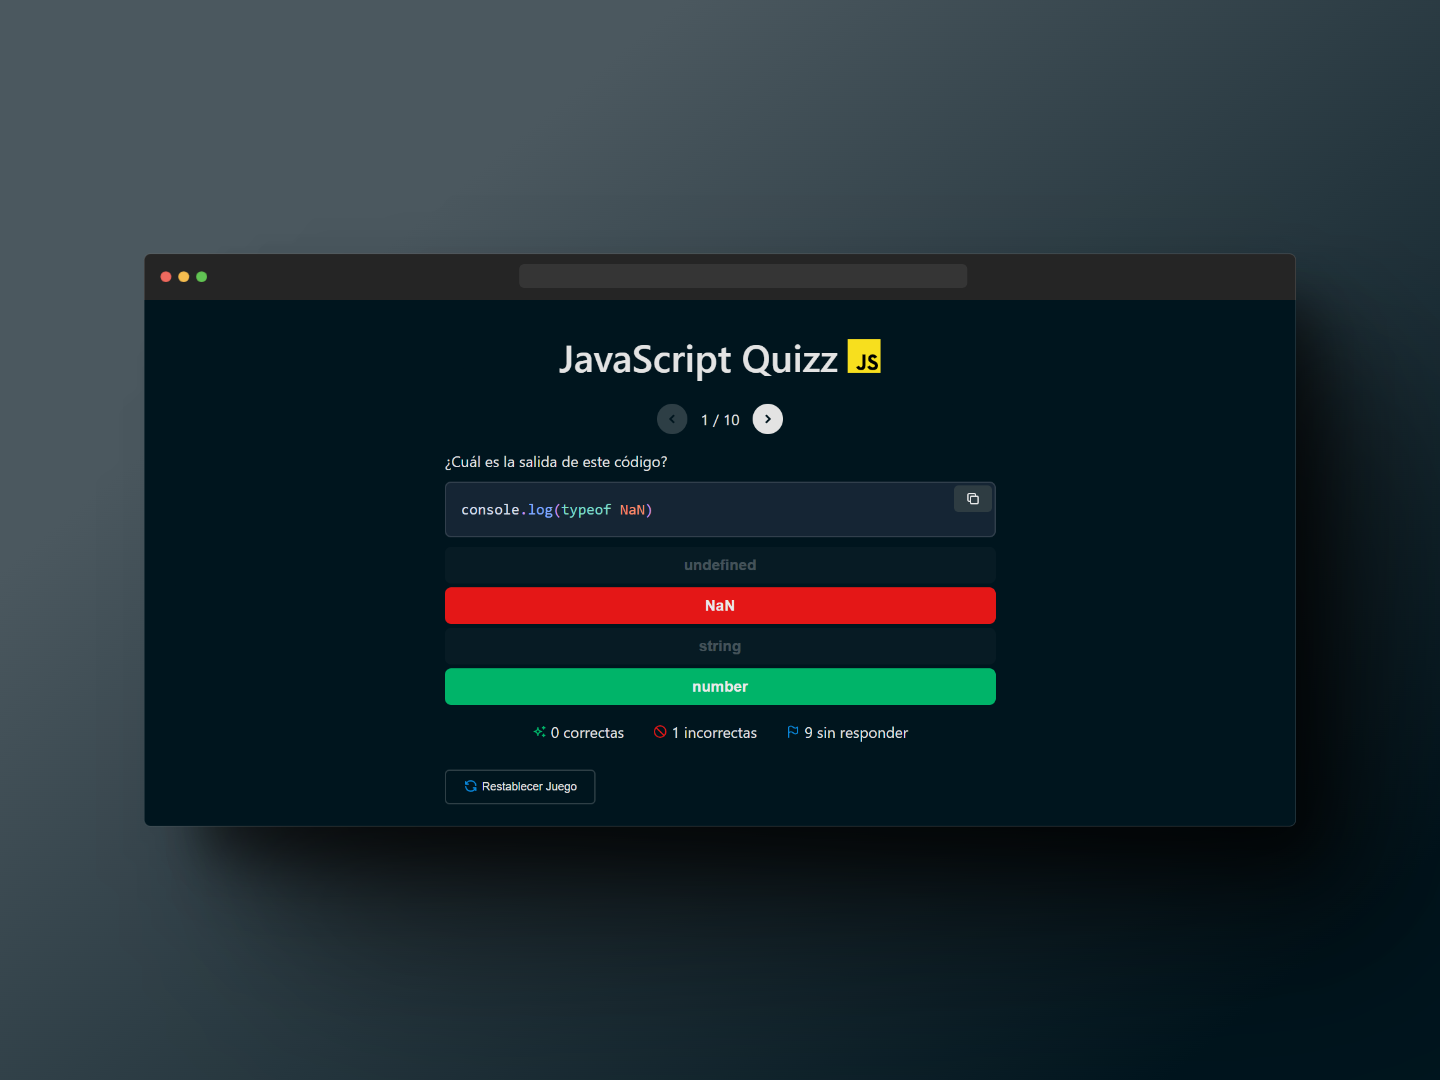 JavaScript Quizz JS
1 / 10
¿Cuál es la salida de este código?
console.log(typeof NaN)
undefined
NaN
string
number
0 correctas 1 incorrectas 9 sin responder
Restablecer Juego